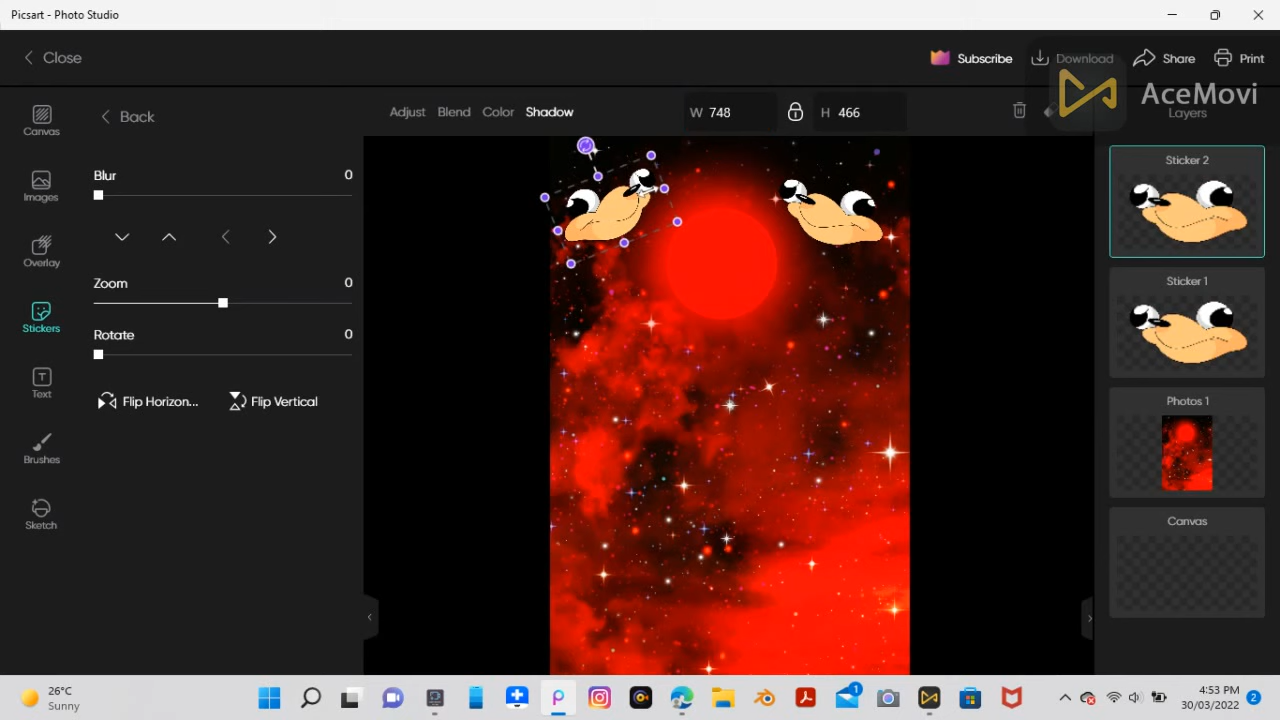 Picsart - Photo Studio
Close
Subscribe
Download
Share
Print
AceMovi
Canvas
Back
Adjust Blend Color Shadow
W 748
H 466
Layers
Images
Overlay
Stickers
Text
Brushes
Sketch
Blur 0
Zoom 0
Rotate 0
Flip Horizon...
Flip Vertical
Sticker 2
Sticker 1
Photos 1
Canvas
26°C
Sunny
1
4:53 PM
30/03/2022
2